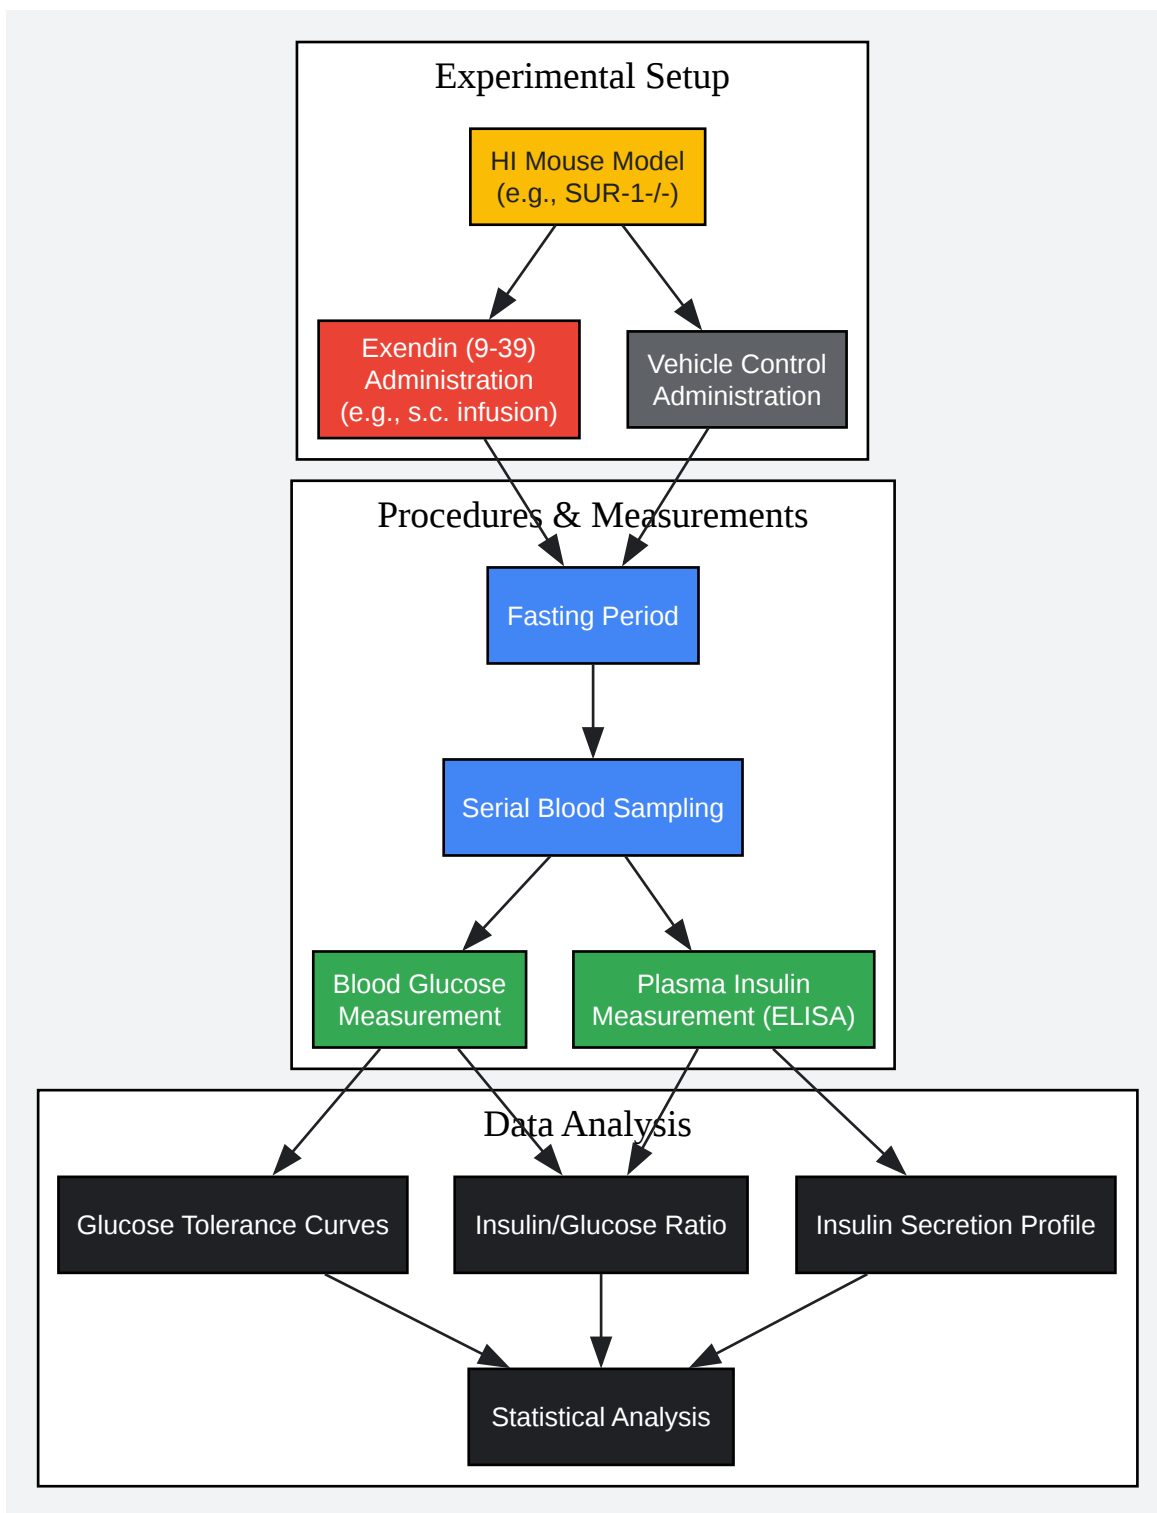 Experimental Setup
HI Mouse Model
(e.g., SUR-1-/-)
Exendin (9-39)
Administration
(e.g., s.c. infusion)
Vehicle Control
Administration
Procedures & Measurements
Fasting Period
Serial Blood Sampling
Blood Glucose
Measurement
Plasma Insulin
Measurement (ELISA)
Data Analysis
Glucose Tolerance Curves
Insulin/Glucose Ratio
Insulin Secretion Profile
Statistical Analysis